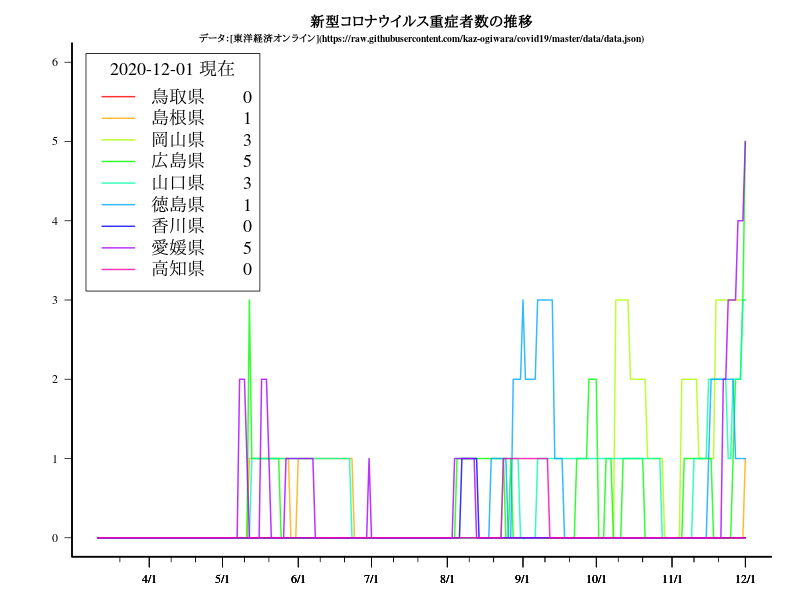 新型コロナウイルス重症者数の推移
データ:[東洋経済オンライン](https://raw.githubusercontent.com/kaz-ogiwara/covid19/master/data/data.json)
2020-12-01 現在
鳥取県 0
島根県 1
岡山県 3
広島県 5
山口県 3
徳島県 1
香川県 0
愛媛県 5
高知県 0
6
5
4
3
2
1
0
4/1 5/1 6/1 7/1 8/1 9/1 10/1 11/1 12/1